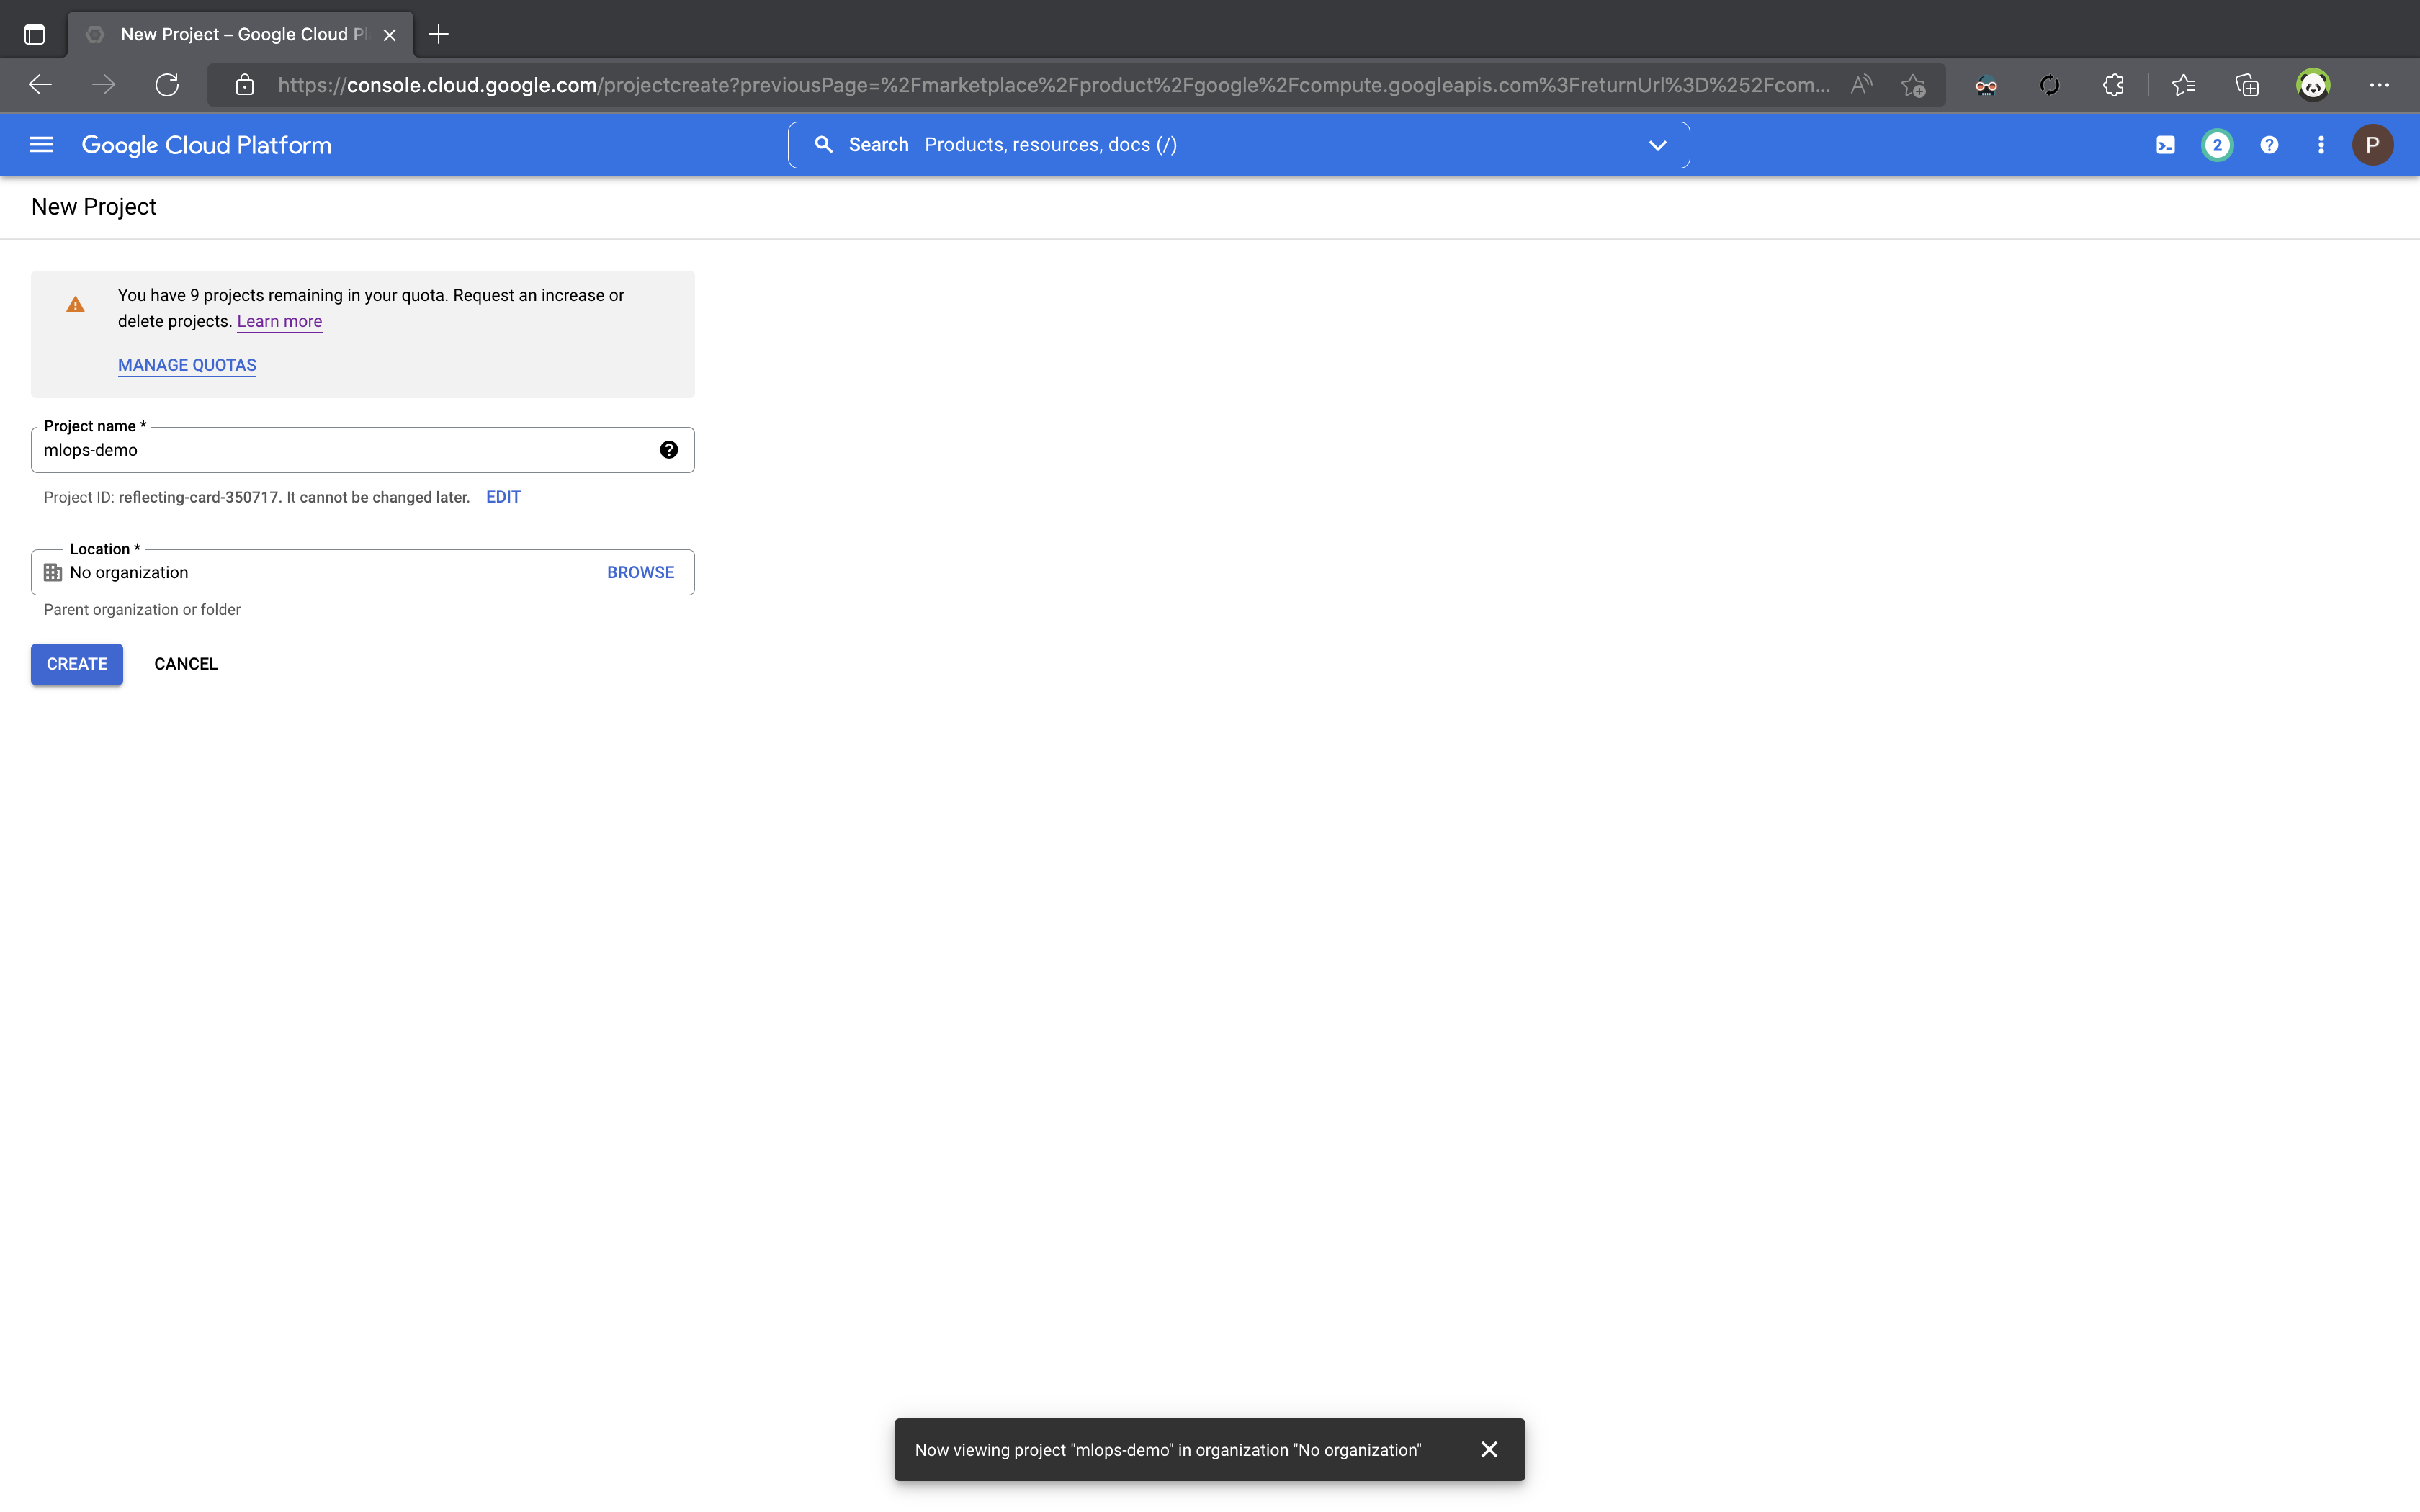 New Project – Google Cloud Pl
https://console.cloud.google.com/projectcreate?previousPage=%2Fmarketplace%2Fproduct%2Fgoogle%2Fcompute.googleapis.com%3FreturnUrl%3D%252Fcom...
Google Cloud Platform
Search Products, resources, docs (/)
2
P
New Project
You have 9 projects remaining in your quota. Request an increase or
delete projects. Learn more
MANAGE QUOTAS
Project name *
mlops-demo
Project ID: reflecting-card-350717. It cannot be changed later. EDIT
Location *
No organization BROWSE
Parent organization or folder
CREATE CANCEL
Now viewing project "mlops-demo" in organization "No organization"